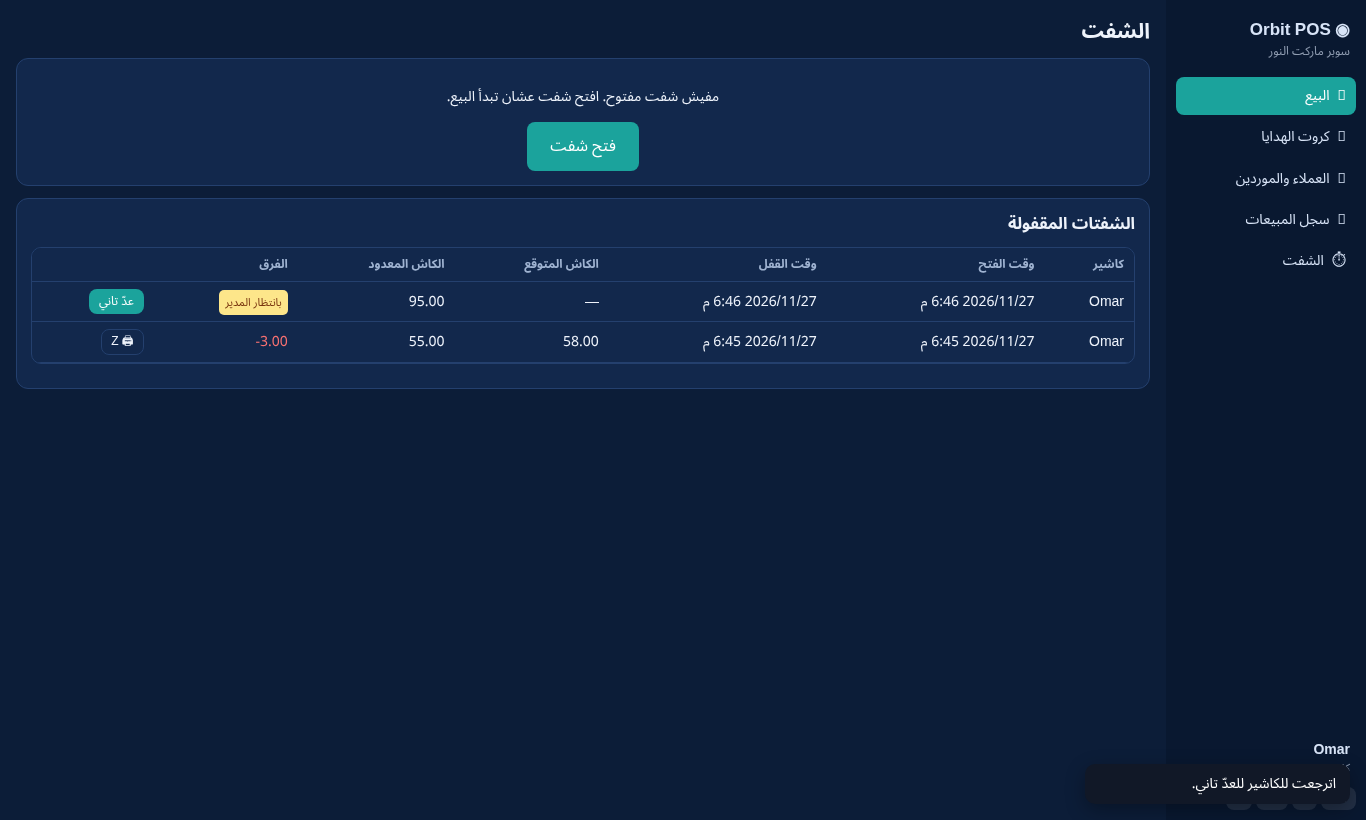 ◉ Orbit POS
سوبر ماركت النور
البيع
كروت الهدايا
العملاء والموردين
سجل المبيعات
⏱ الشفت
الشفت
مفيش شفت مفتوح. افتح شفت عشان تبدأ البيع.
فتح شفت
الشفتات المقفولة
كاشير وقت الفتح وقت القفل الكاش المتوقع الكاش المعدود الفرق
Omar 2026/11/27 6:46 م 2026/11/27 6:46 م — 95.00 بانتظار المدير عدّ تاني
Omar 2026/11/27 6:45 م 2026/11/27 6:45 م 58.00 55.00 -3.00 🖨 Z
Omar
اترجعت للكاشير للعدّ تاني.